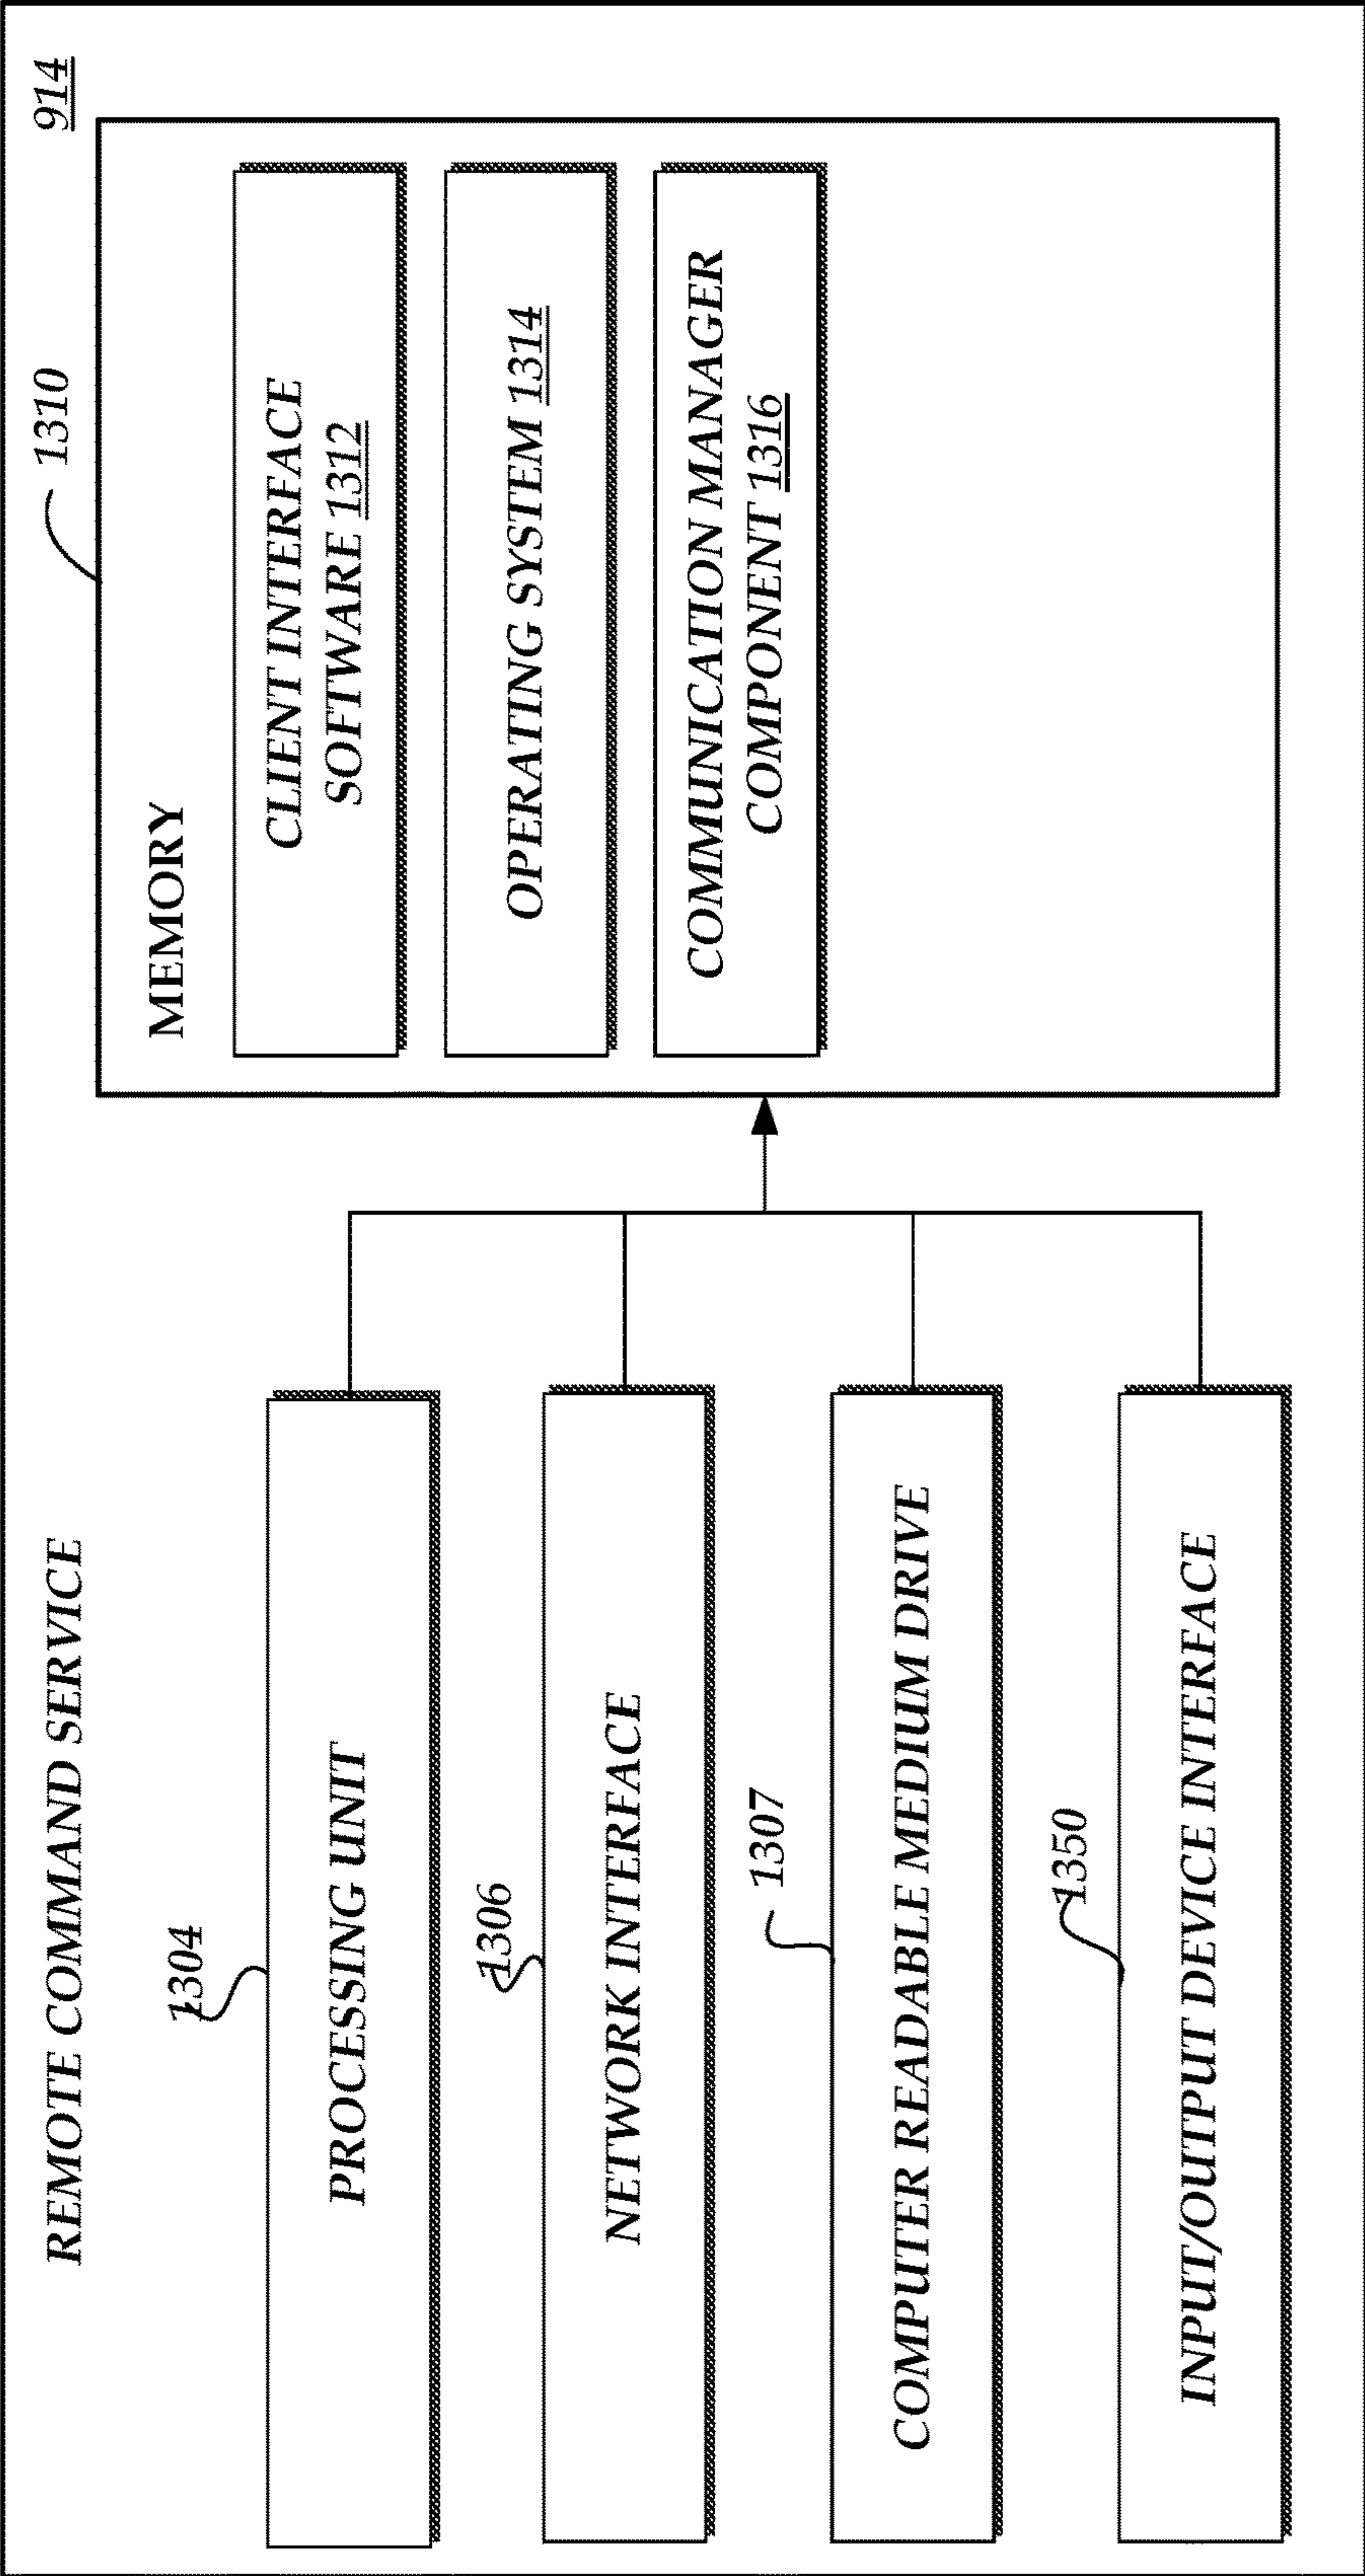 REMOTE COMMAND SERVICE
914
1304
PROCESSING UNIT
1306
NETWORK INTERFACE
1307
COMPUTER READABLE MEDIUM DRIVE
1350
INPUT/OUTPUT DEVICE INTERFACE
1310
MEMORY
CLIENT INTERFACE
SOFTWARE 1312
OPERATING SYSTEM 1314
COMMUNICATION MANAGER
COMPONENT 1316